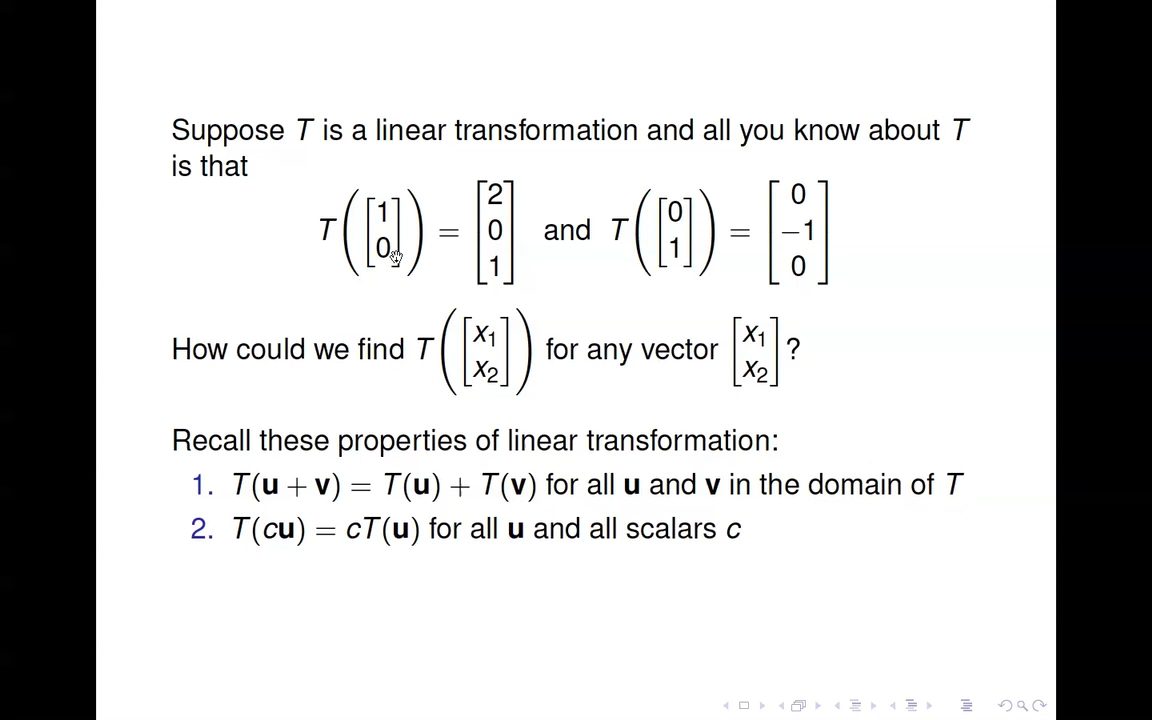 Suppose T is a linear transformation and all you know about T
is that
T([1 0]) = [2 0 1] and T([0 1]) = [0 −1 0]
How could we find T([x₁ x₂]) for any vector [x₁ x₂]?
Recall these properties of linear transformation:
1. T(u + v) = T(u) + T(v) for all u and v in the domain of T
2. T(cu) = cT(u) for all u and all scalars c